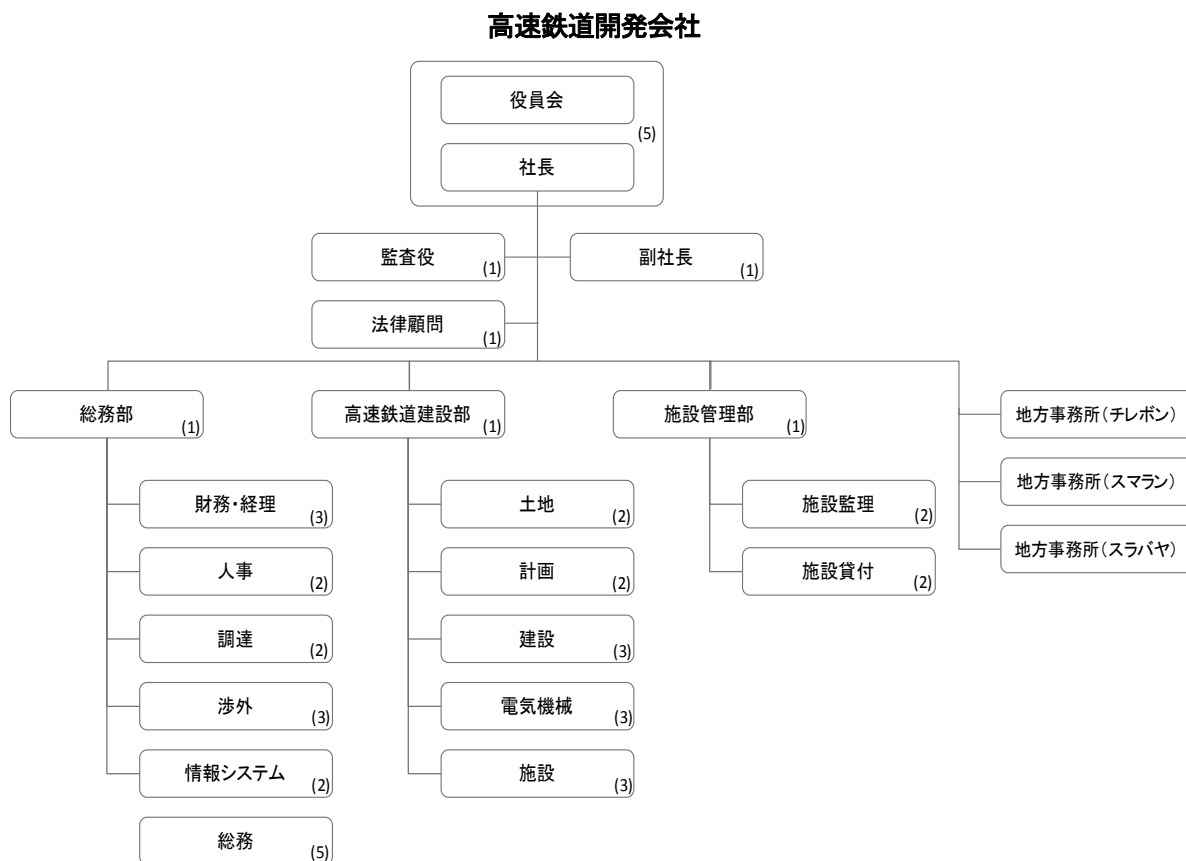 高速鉄道開発会社
役員会
(5)
社長
監査役
(1)
副社長
(1)
法律顧問
(1)
総務部
(1)
高速鉄道建設部
(1)
施設管理部
(1)
地方事務所(チレボン)
地方事務所(スマラン)
地方事務所(スラバヤ)
財務・経理
(3)
人事
(2)
調達
(2)
渉外
(3)
情報システム
(2)
総務
(5)
土地
(2)
計画
(2)
建設
(3)
電気機械
(3)
施設
(3)
施設監理
(2)
施設貸付
(2)